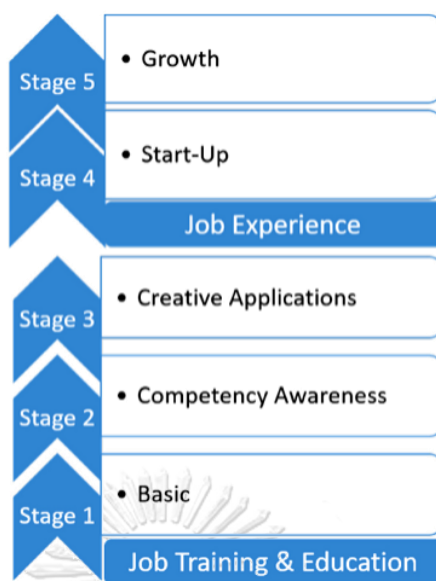 Stage 5
• Growth
Stage 4
• Start-Up
Job Experience
Stage 3
• Creative Applications
Stage 2
• Competency Awareness
Stage 1
• Basic
Job Training & Education